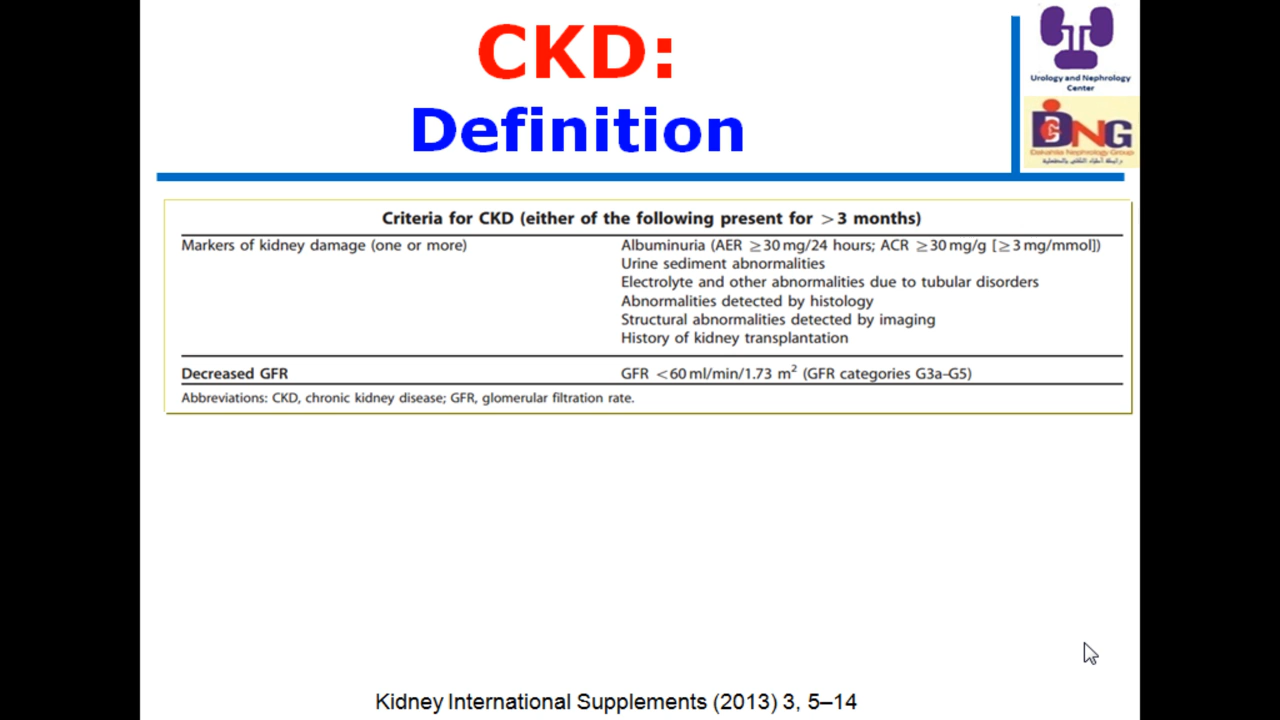 CKD:
Definition
Urology and Nephrology
Center
DNG
Dakahlia Nephrology Group
Criteria for CKD (either of the following present for >3 months)
Markers of kidney damage (one or more) Albuminuria (AER ≥30 mg/24 hours; ACR ≥30 mg/g [≥3 mg/mmol])
Urine sediment abnormalities
Electrolyte and other abnormalities due to tubular disorders
Abnormalities detected by histology
Structural abnormalities detected by imaging
History of kidney transplantation
Decreased GFR GFR <60 ml/min/1.73 m² (GFR categories G3a–G5)
Abbreviations: CKD, chronic kidney disease; GFR, glomerular filtration rate.
Kidney International Supplements (2013) 3, 5–14